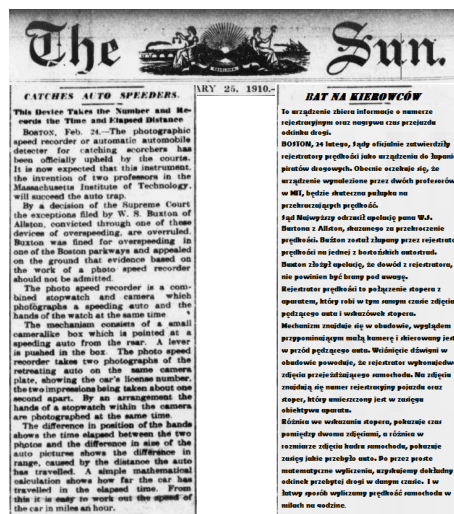 The Sun.
ARY 25, 1910.-
CATCHES AUTO SPEEDERS.
This Device Takes the Number and Re-
cords the Time and Elapsed Distance
BOSTON, Feb. 24.—The photographic
speed recorder or automatic automobile
detecter for catching scorchers has
been officially upheld by the courts.
It is now expected that this instrument,
the invention of two professors in the
Massachusetts Institute of Technology,
will succeed the auto trap.
By a decision of the Supreme Court
the exceptions filed by W. S. Buxton of
Allston, convicted through one of these
devices of overspeeding, are overruled.
Buxton was fined for overspeeding in
one of the Boston parkways and appealed
on the ground that evidence based on
the work of a photo speed recorder
should not be admitted.
The photo speed recorder is a com-
bined stopwatch and camera which
photographs a speeding auto and the
hands of the watch at the same time.
The mechanism consists of a small
cameralike box which is pointed at a
speeding auto from the rear. A lever
is pushed in the box. The photo speed
recorder takes two photographs of the
retreating auto on the same camera
plate, showing the car's license number,
the two impressions being taken about one
second apart. By an arrangement the
hands of a stopwatch within the camera
are photographed at the same time.
The difference in position of the hands
shows the time elapsed between the two
photos and the difference in size of the
auto pictures shows the difference in
range, caused by the distance the auto
has travelled. A simple mathematical
calculation shows how far the car has
travelled in the elapsed time. From
this it is easy to work out the speed of
the car in miles an hour.
BAT NA KIEROWCÓW
To urządzenie zbiera informacje o numerze
rejestracyjnym oraz nagrywa czas przejazdu
odcinka drogi.
BOSTON, 24 lutego, Sądy oficjalnie zatwierdziły
rejestratory prędkości jako urządzenia do łapania
piratów drogowych. Obecnie oczekuje się, że
urządzenie wynalezione przez dwóch profesorów
w MIT, będzie skuteczna pałapka na
przekraczających prędkość.
Sąd Najwyższy odrzucił apelację pana W.S.
Burtona z Allston, skazanego za przekroczenie
prędkości. Buxton został złapany przez rejestrator
prędkości na jednej z bostońskich autostrad.
Buxton złożył apelację, że dowód z rejestratora,
nie powinien być brany pod uwagę.
Rejestrator prędkości to połączenie stopera z
aparatem, który robi w tym samym czasie zdjęcia
pędzącego auta i wskazówek stopera.
Mechanizm znajduje się w obudowie, wyglądem
przypominającym małą kamerę i skierowany jest
w przód pędzącego auta. Wciśnięcie dźwigni w
obudowie powoduje, że rejestrator wykonuje dwa
zdjęcia przejeżdżającego samochodu. Na zdjęciu
znajdują się numer rejestracyjny pojazdu oraz
stoper, który umieszczony jest w zasięgu
obiektywu aparatu.
Różnica we wskazaniu stopera, pokazuje czas
pomiędzy dwoma zdjęciami, a różnica w
rozmiarze zdjęcia kadru samochodu, pokazuje
zasięg jakie przebyło auto. Do przez proste
matematyczne wyliczenia, uzyskujemy dokładny
odcinek przebytej drogi w danym czasie. I w
łatwy sposób wyliczamy prędkość samochodu w
milach na godzinę.